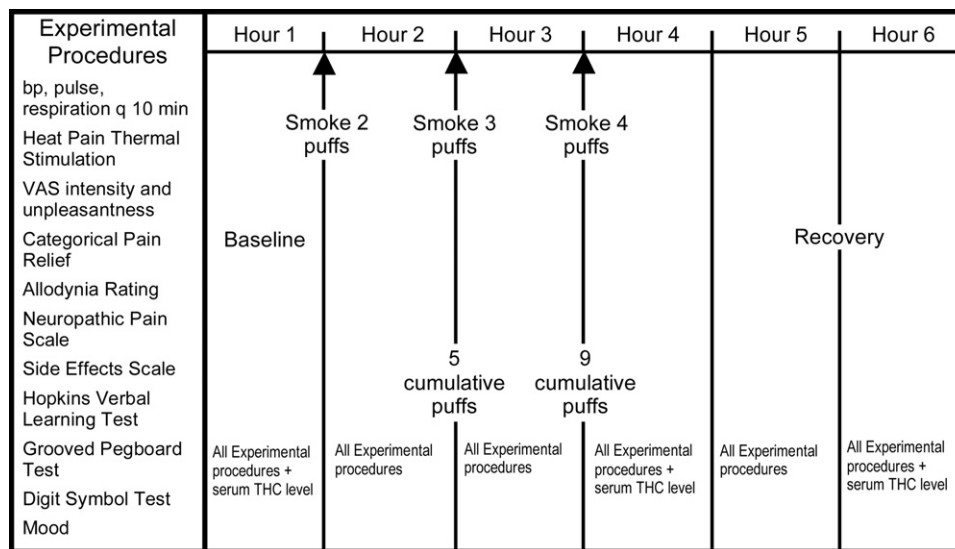 Experimental
Procedures
Hour 1
Hour 2
Hour 3
Hour 4
Hour 5
Hour 6
bp, pulse,
respiration q 10 min
Heat Pain Thermal
Stimulation
VAS intensity and
unpleasantness
Categorical Pain
Relief
Allodynia Rating
Neuropathic Pain
Scale
Side Effects Scale
Hopkins Verbal
Learning Test
Grooved Pegboard
Test
Digit Symbol Test
Mood
Smoke 2
puffs
Smoke 3
puffs
Smoke 4
puffs
Baseline
Recovery
5
cumulative
puffs
9
cumulative
puffs
All Experimental
procedures +
serum THC level
All Experimental
procedures
All Experimental
procedures
All Experimental
procedures +
serum THC level
All Experimental
procedures
All Experimental
procedures +
serum THC level